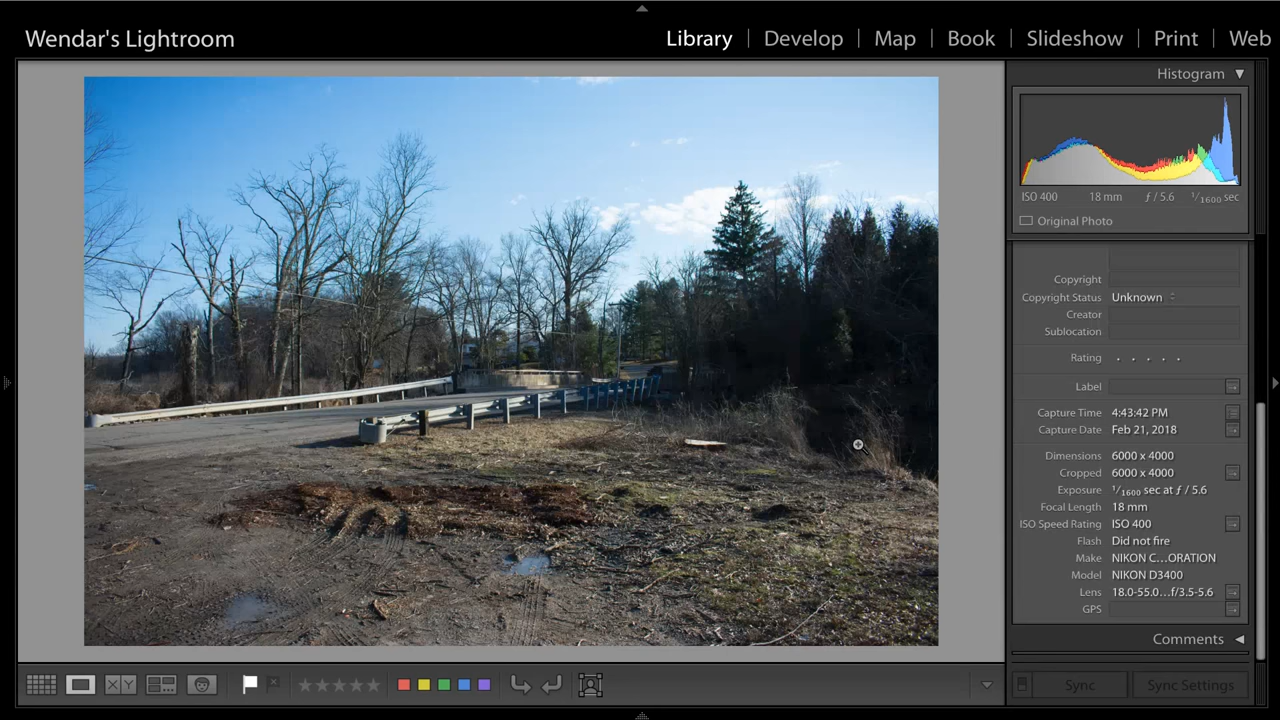 Wendar's Lightroom
Library | Develop | Map | Book | Slideshow | Print | Web
Histogram
ISO 400 18 mm ƒ / 5.6 1/1600 sec
Original Photo
Copyright
Copyright Status Unknown
Creator
Sublocation
Rating
Label
Capture Time 4:43:42 PM
Capture Date Feb 21, 2018
Dimensions 6000 x 4000
Cropped 6000 x 4000
Exposure 1/1600 sec at ƒ / 5.6
Focal Length 18 mm
ISO Speed Rating ISO 400
Flash Did not fire
Make NIKON C...ORATION
Model NIKON D3400
Lens 18.0-55.0...f/3.5-5.6
GPS
Comments
X Y
Sync Sync Settings